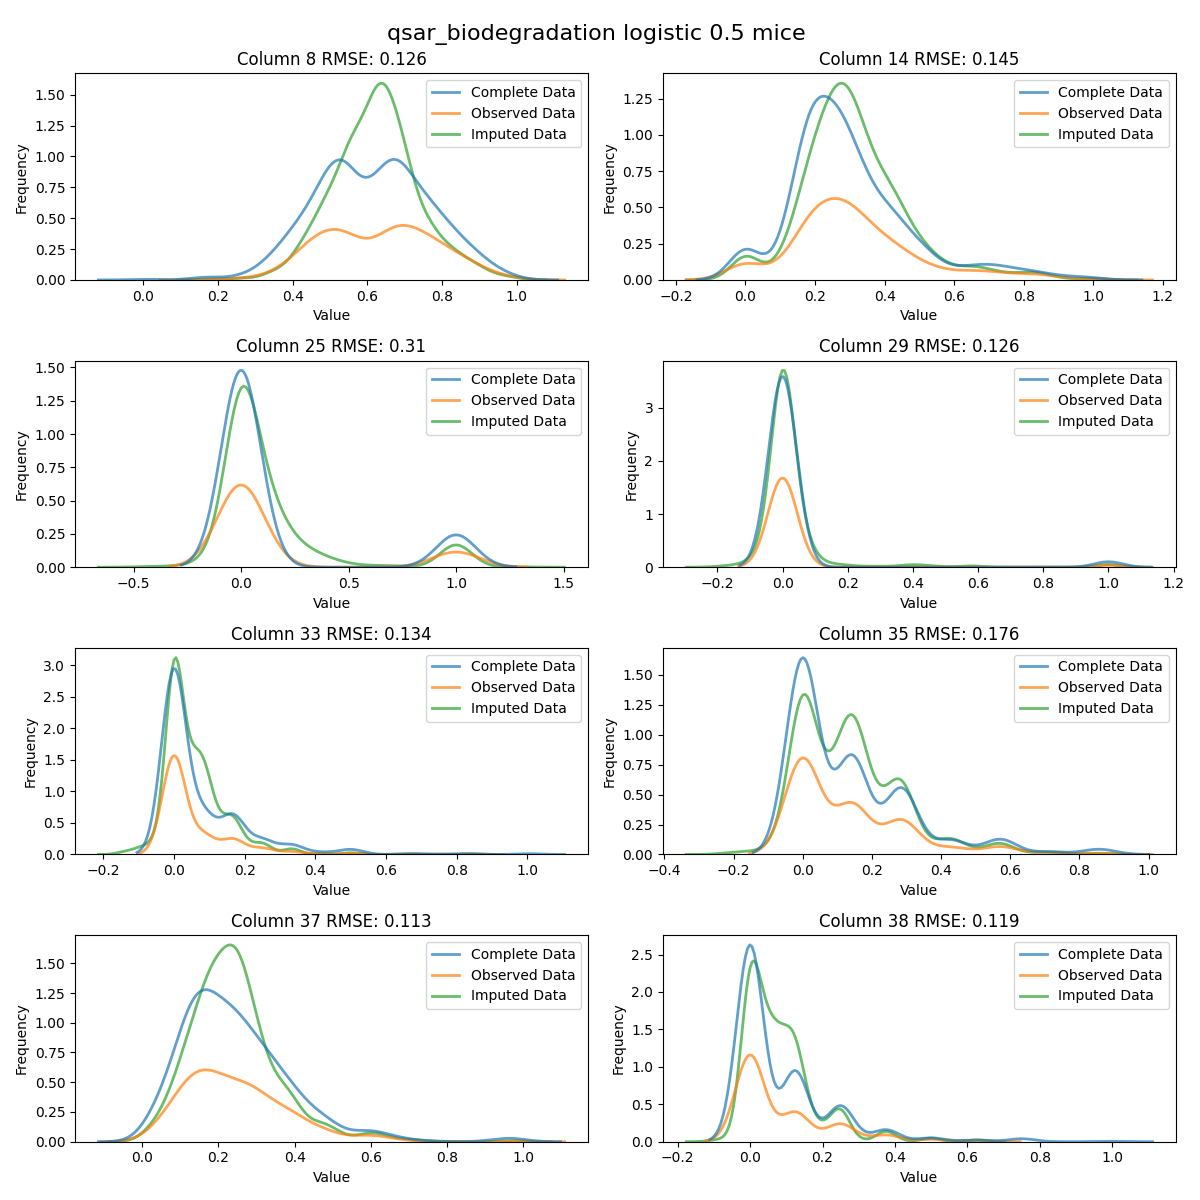 qsar_biodegradation logistic 0.5 mice
Column 8 RMSE: 0.126
Frequency
1.50
1.25
1.00
0.75
0.50
0.25
0.00
Complete Data
Observed Data
Imputed Data
0.0 0.2 0.4 0.6 0.8 1.0
Value
Column 14 RMSE: 0.145
Frequency
1.25
1.00
0.75
0.50
0.25
0.00
Complete Data
Observed Data
Imputed Data
−0.2 0.0 0.2 0.4 0.6 0.8 1.0 1.2
Value
Column 25 RMSE: 0.31
Frequency
1.50
1.25
1.00
0.75
0.50
0.25
0.00
Complete Data
Observed Data
Imputed Data
−0.5 0.0 0.5 1.0 1.5
Value
Column 29 RMSE: 0.126
Frequency
3
2
1
0
Complete Data
Observed Data
Imputed Data
−0.2 0.0 0.2 0.4 0.6 0.8 1.0 1.2
Value
Column 33 RMSE: 0.134
Frequency
3.0
2.5
2.0
1.5
1.0
0.5
0.0
Complete Data
Observed Data
Imputed Data
−0.2 0.0 0.2 0.4 0.6 0.8 1.0
Value
Column 35 RMSE: 0.176
Frequency
1.50
1.25
1.00
0.75
0.50
0.25
0.00
Complete Data
Observed Data
Imputed Data
−0.4 −0.2 0.0 0.2 0.4 0.6 0.8 1.0
Value
Column 37 RMSE: 0.113
Frequency
1.50
1.25
1.00
0.75
0.50
0.25
0.00
Complete Data
Observed Data
Imputed Data
0.0 0.2 0.4 0.6 0.8 1.0
Value
Column 38 RMSE: 0.119
Frequency
2.5
2.0
1.5
1.0
0.5
0.0
Complete Data
Observed Data
Imputed Data
−0.2 0.0 0.2 0.4 0.6 0.8 1.0
Value